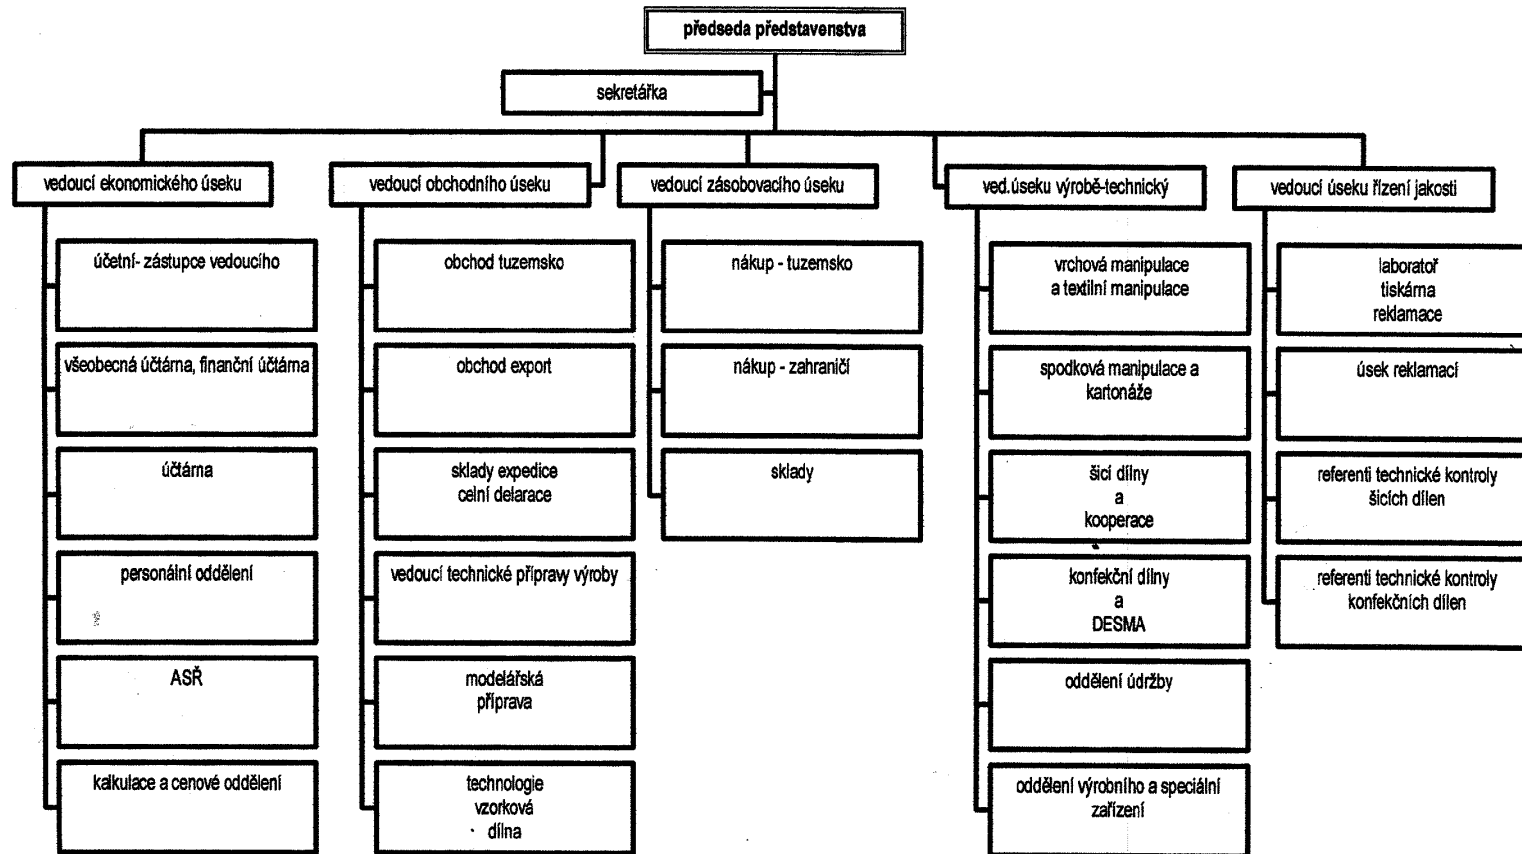 předseda představenstva
sekretářka
vedoucí ekonomického úseku
účetní- zástupce vedoucího
všeobecná účtárna, finanční účtárna
účtárna
personální oddělení
ASŘ
kalkulace a cenové oddělení
vedoucí obchodního úseku
obchod tuzemsko
obchod export
sklady expedice
celní delarace
vedoucí technické přípravy výroby
modelářská
příprava
technologie
vzorková
dílna
vedoucí zásobovacího úseku
nákup - tuzemsko
nákup - zahraničí
sklady
ved.úseku výrobě-technický
vrchová manipulace
a textilní manipulace
spodková manipulace a
kartonáže
šicí dílny
a
kooperace
konfekční dílny
a
DESMA
oddělení údržby
oddělení výrobního a speciální
zařízení
vedoucí úseku řízení jakosti
laboratoř
tiskárna
reklamace
úsek reklamací
referenti technické kontroly
šicích dílen
referenti technické kontroly
konfekčních dílen